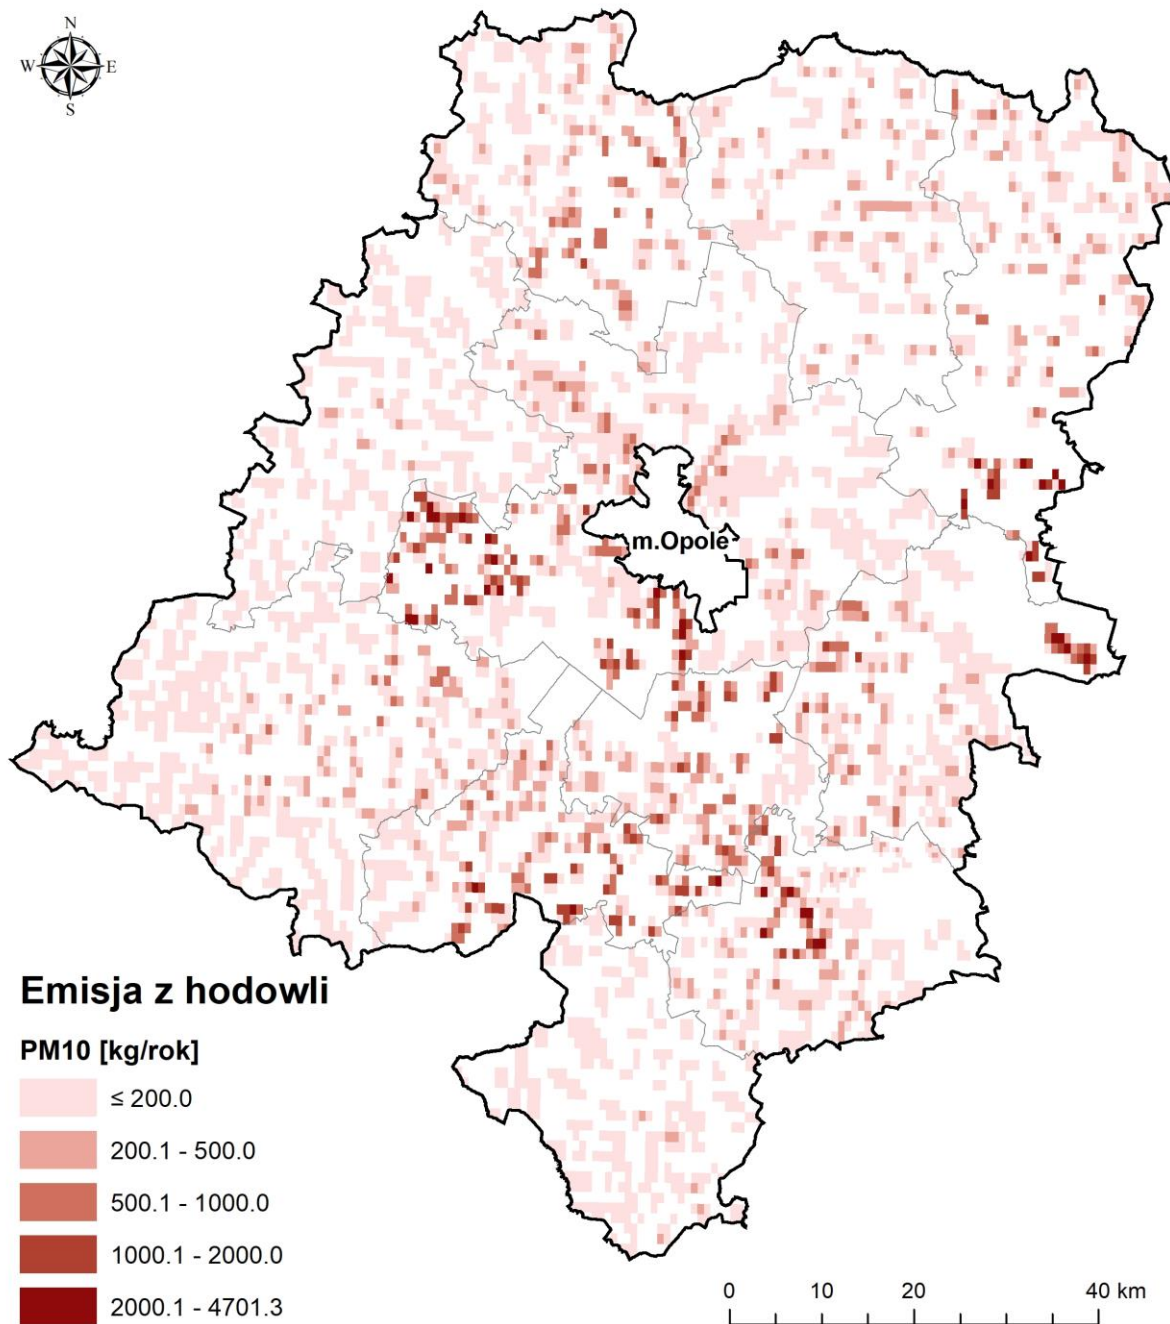 N
W E
S
m.Opole
Emisja z hodowli
PM10 [kg/rok]
≤ 200.0
200.1 - 500.0
500.1 - 1000.0
1000.1 - 2000.0
2000.1 - 4701.3
0 10 20 40 km